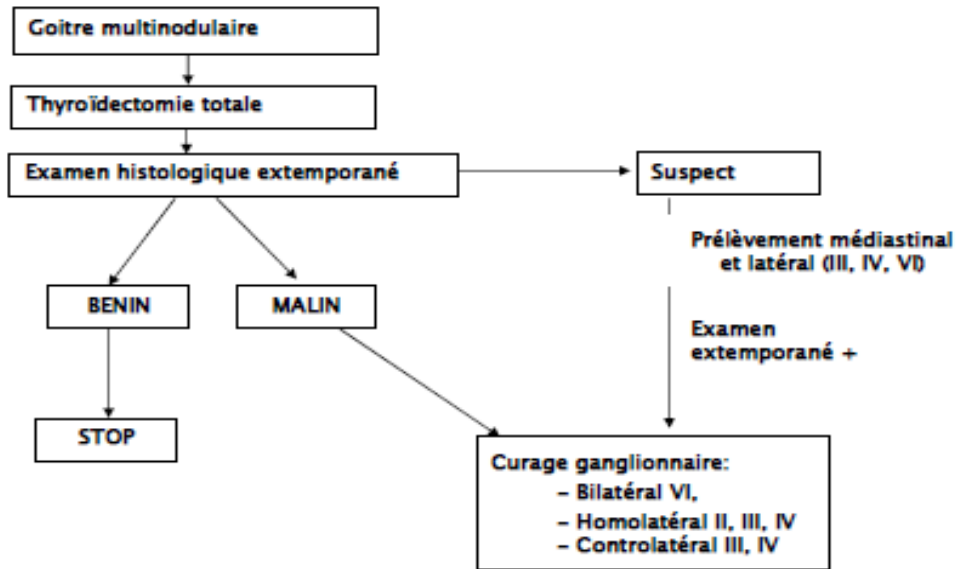 Goitre multinodulaire
Thyroïdectomie totale
Examen histologique extemporané
Suspect
Prélèvement médiastinal
et latéral (III, IV, VI)
BENIN
MALIN
Examen
extemporané +
STOP
Curage ganglionnaire:
– Bilatéral VI,
– Homolatéral II, III, IV
– Controlatéral III, IV